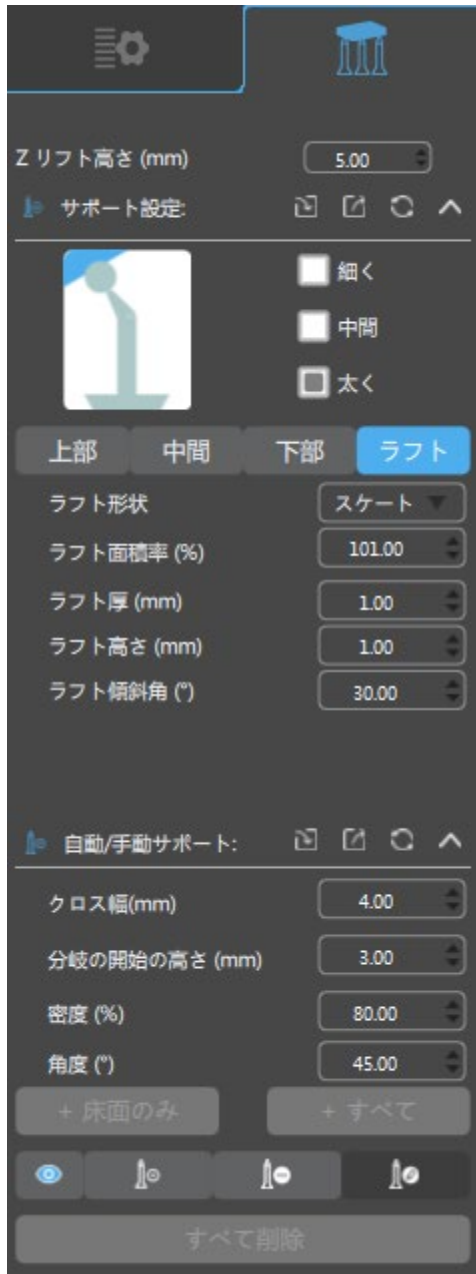 Z リフト高さ (mm) 5.00
サポート設定:
細く
中間
太く
上部 中間 下部 ラフト
ラフト形状 スケート
ラフト面積率 (%) 101.00
ラフト厚 (mm) 1.00
ラフト高さ (mm) 1.00
ラフト傾斜角 (°) 30.00
自動/手動サポート:
クロス幅(mm) 4.00
分岐の開始の高さ (mm) 3.00
密度 (%) 80.00
角度 (°) 45.00
+ 床面のみ + すべて
すべて削除